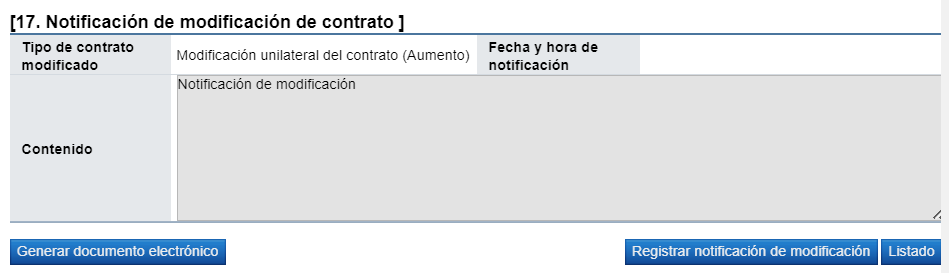 [17. Notificación de modificación de contrato ]
Tipo de contrato
modificado
Modificación unilateral del contrato (Aumento)
Fecha y hora de
notificación
Contenido
Notificación de modificación
Generar documento electrónico
Registrar notificación de modificación
Listado